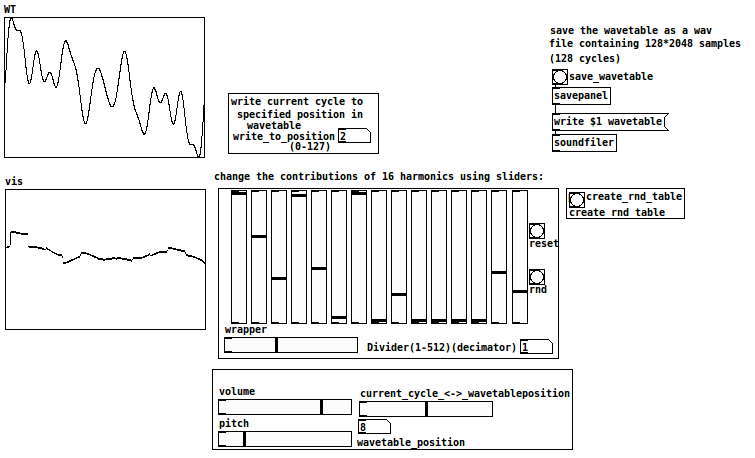 WT
save the wavetable as a wav
file containing 128*2048 samples
(128 cycles)
save_wavetable
savepanel
write $1 wavetable
soundfiler
write current cycle to
specified position in
wavetable
write_to_position 2
(0-127)
vis
change the contributions of 16 harmonics using sliders:
create_rnd_table
create rnd table
reset
rnd
wrapper
Divider(1-512)(decimator) 1
volume
current_cycle_<->_wavetableposition
pitch
8
wavetable_position